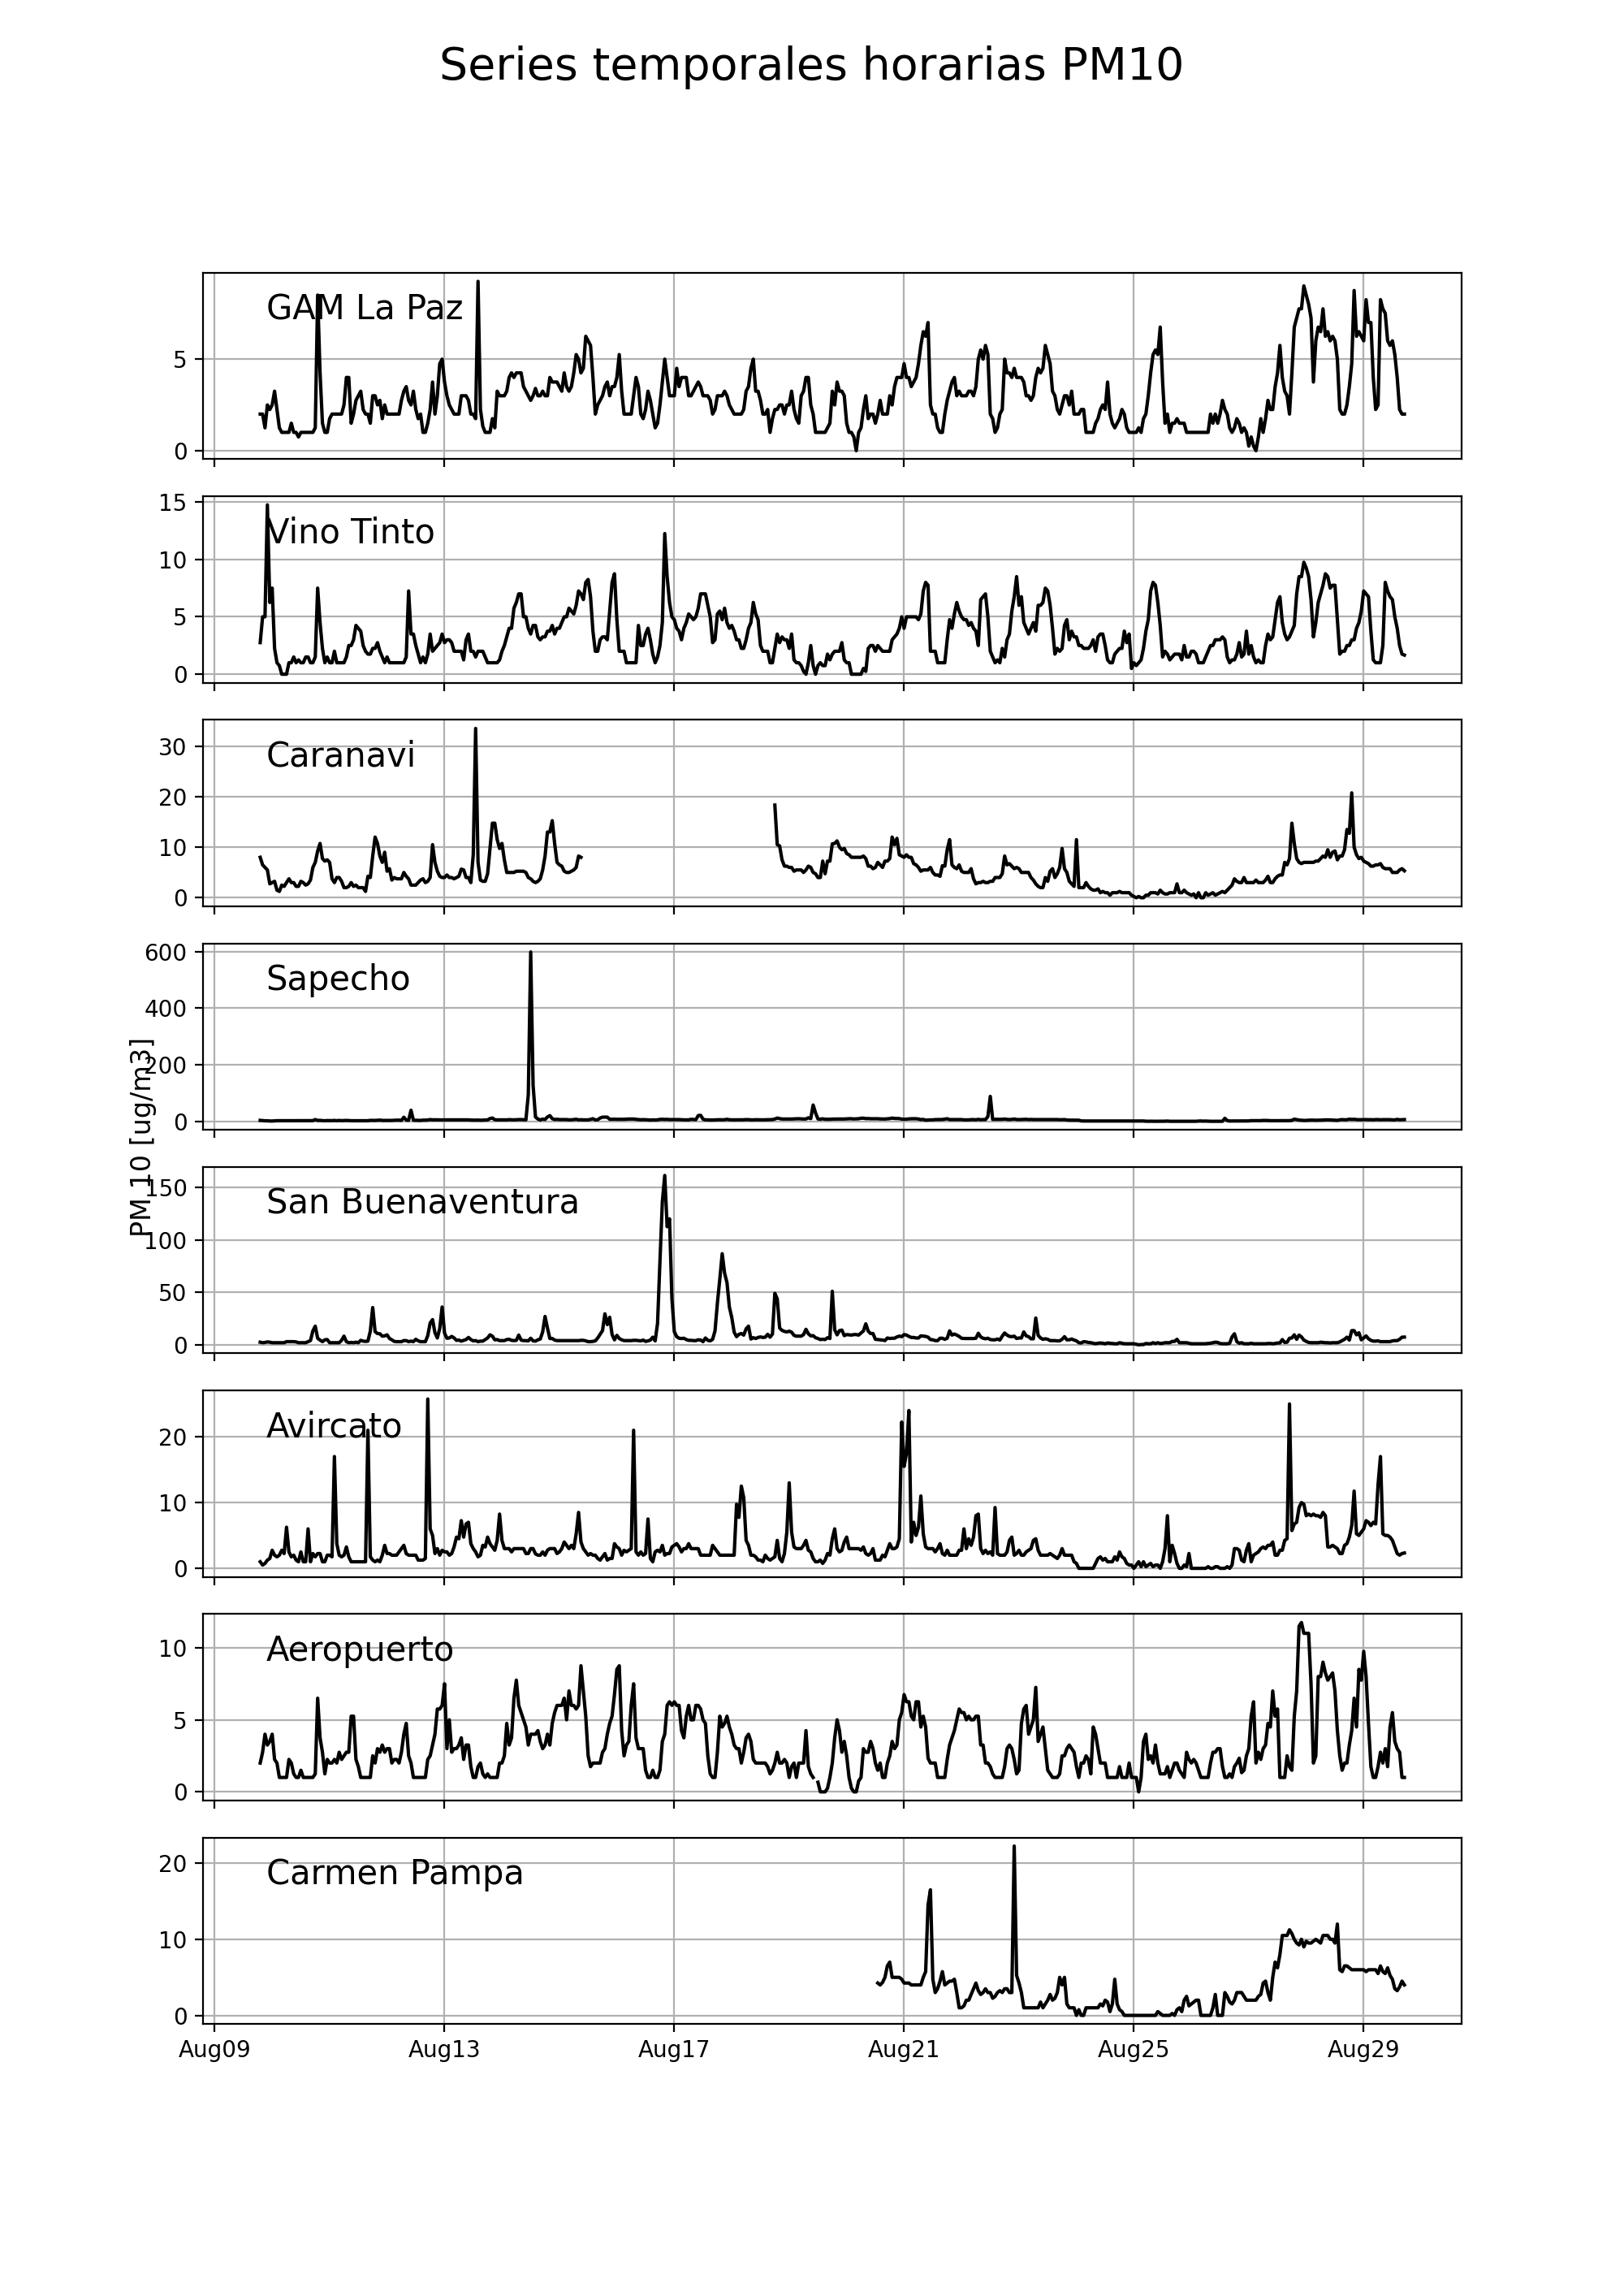 Series temporales horarias PM10
GAM La Paz
5
0
Vino Tinto
15
10
5
0
Caranavi
30
20
10
0
Sapecho
600
400
200
0
PM 10 [ug/m3]
San Buenaventura
150
100
50
0
Avircato
20
10
0
Aeropuerto
10
5
0
Carmen Pampa
20
10
0
Aug09 Aug13 Aug17 Aug21 Aug25 Aug29